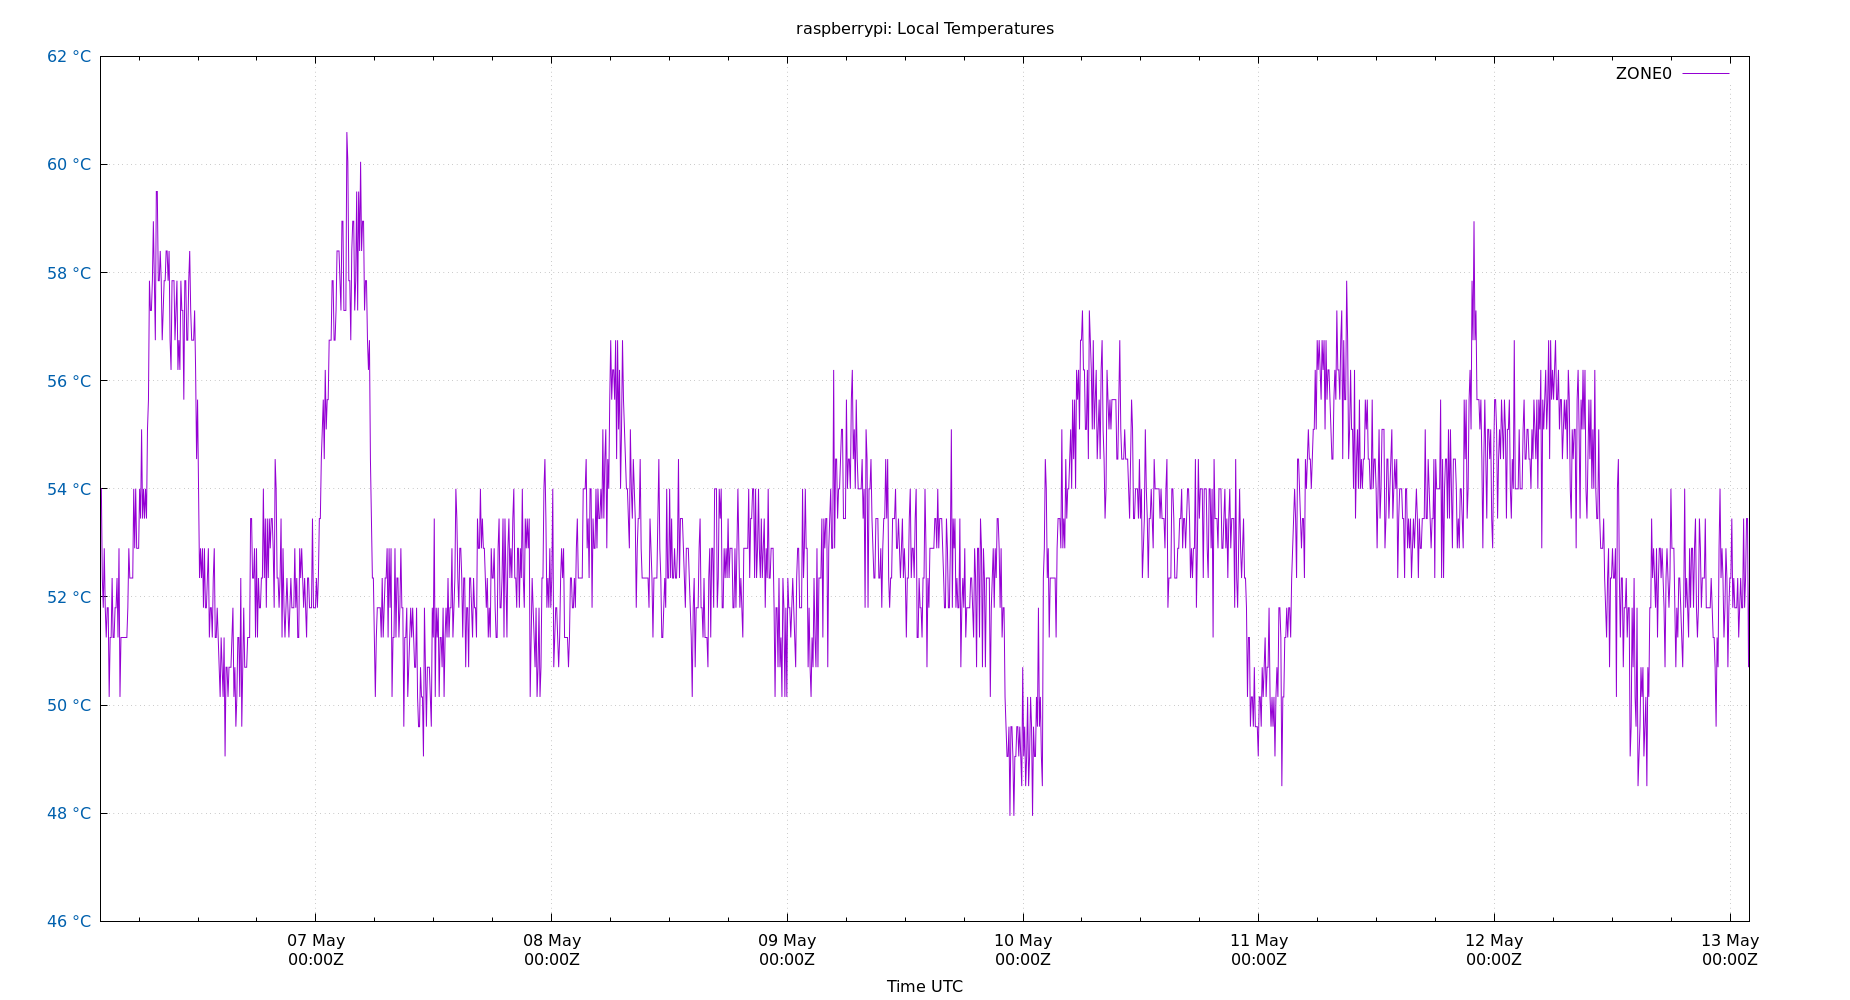 raspberrypi: Local Temperatures
62 °C
ZONE0
60 °C
58 °C
56 °C
54 °C
52 °C
50 °C
48 °C
46 °C
07 May 08 May 09 May 10 May 11 May 12 May 13 May
00:00Z 00:00Z 00:00Z 00:00Z 00:00Z 00:00Z 00:00Z
Time UTC